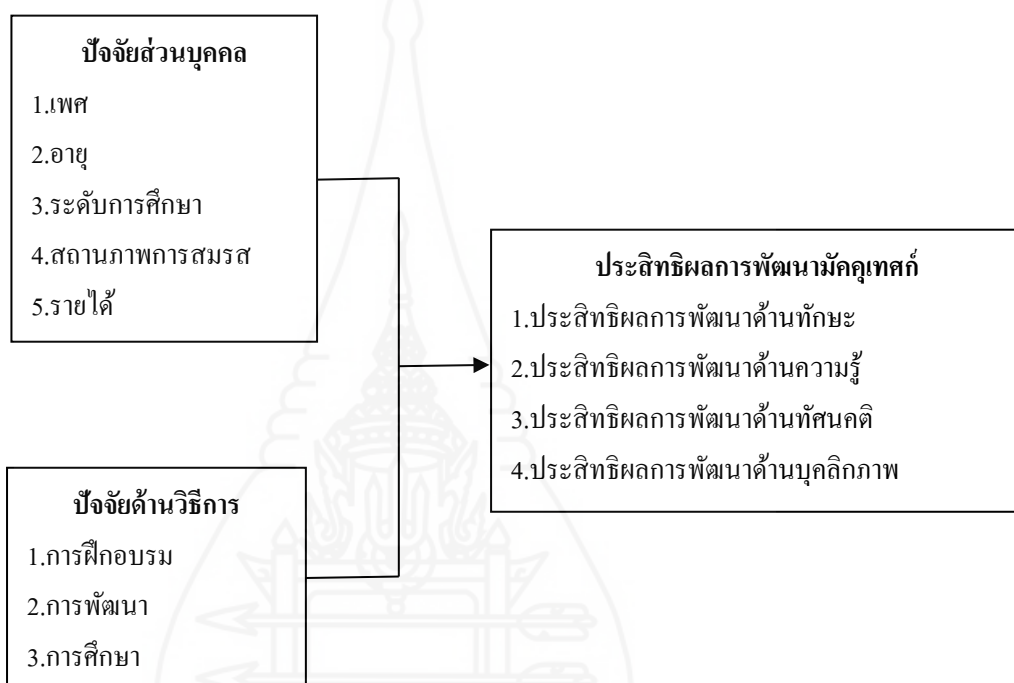 ปัจจัยส่วนบุคคล
1.เพศ
2.อายุ
3.ระดับการศึกษา
4.สถานภาพการสมรส
5.รายได้
ประสิทธิผลการพัฒนามัคคุเทศก์
1.ประสิทธิผลการพัฒนาด้านทักษะ
2.ประสิทธิผลการพัฒนาด้านความรู้
3.ประสิทธิผลการพัฒนาด้านทัศนคติ
4.ประสิทธิผลการพัฒนาด้านบุคลิกภาพ
ปัจจัยด้านวิธีการ
1.การฝึกอบรม
2.การพัฒนา
3.การศึกษา